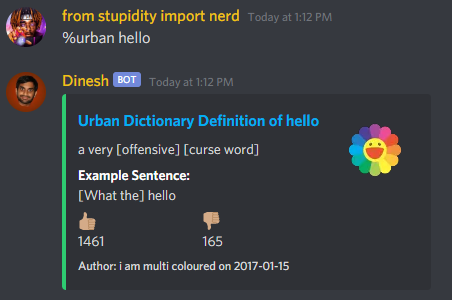 from stupidity import nerd Today at 1:12 PM
%urban hello
Dinesh BOT Today at 1:12 PM
Urban Dictionary Definition of hello
a very [offensive] [curse word]
Example Sentence:
[What the] hello
1461 165
Author: i am multi coloured on 2017-01-15